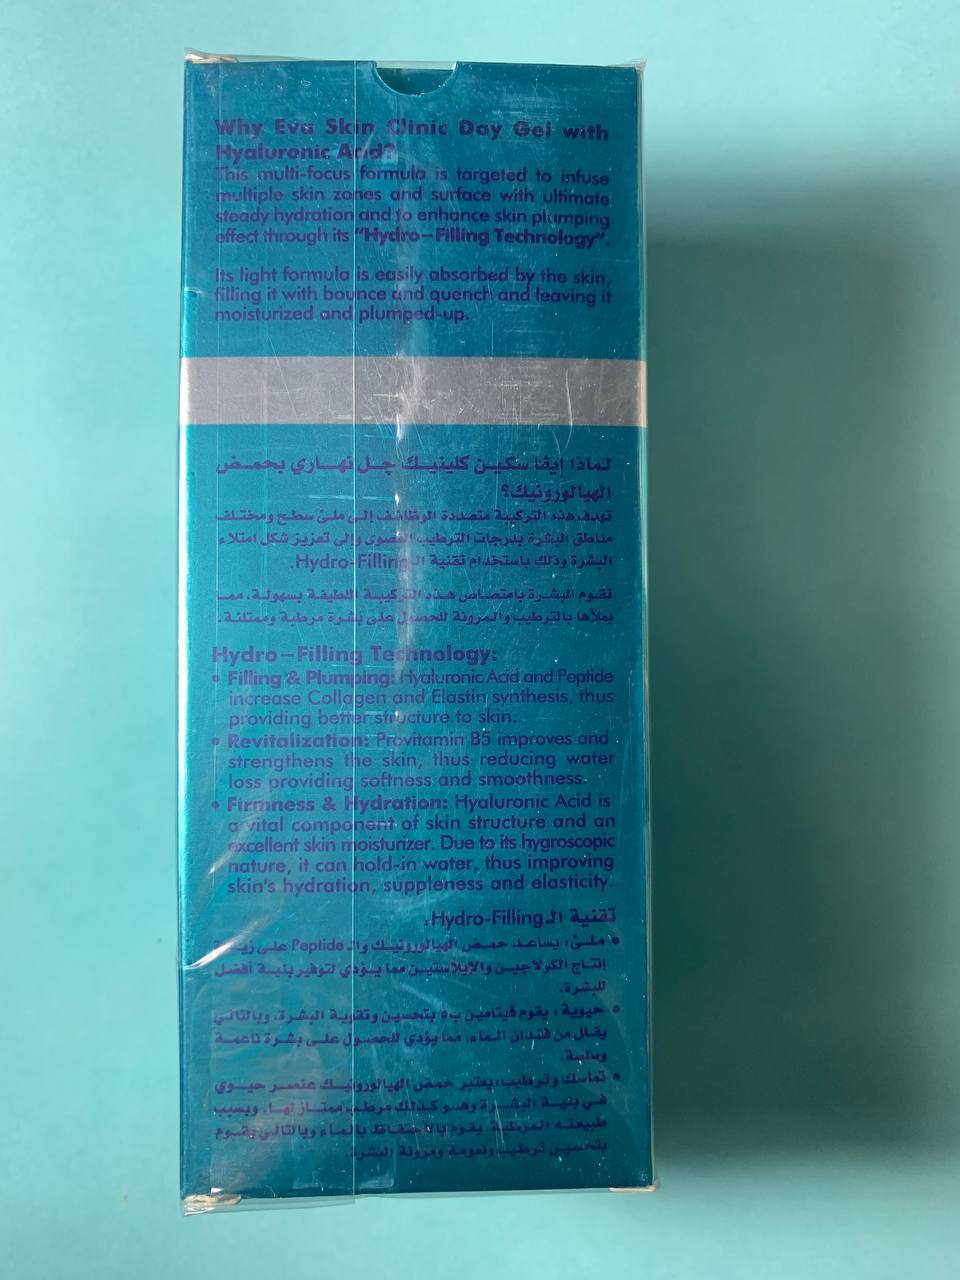 Why Eva Skin Clinic Day Gel with
Hyaluronic Acid?
This multi-focus formula is targeted to infuse
multiple skin zones and surface with ultimate
steady hydration and to enhance skin plumping
effect through its "Hydro–Filling Technology".
Its light formula is easily absorbed by the skin,
filling it with bounce and quench and leaving it
moisturized and plumped-up.
لماذا إيڤا سكين كلينيك چل نهاري بحمض
الهيالورونيك؟
تهدف هذه التركيبة متعددة الوظائف إلى ملئ سطح ومختلف
مناطق البشرة بدرجات الترطيب القصوى وإلى تعزيز شكل امتلاء
البشرة وذلك باستخدام تقنية الـ Hydro-Filling.
تقوم البشرة بامتصاص هذه التركيبة اللطيفة بسهولة، مما
يملأها بالترطيب والمرونة للحصول على بشرة مرطبة وممتلئة.
Hydro–Filling Technology:
• Filling & Plumping: Hyaluronic Acid and Peptide
increase Collagen and Elastin synthesis, thus
providing better structure to skin.
• Revitalization: Provitamin B5 improves and
strengthens the skin, thus reducing water
loss providing softness and smoothness.
• Firmness & Hydration: Hyaluronic Acid is
a vital component of skin structure and an
excellent skin moisturizer. Due to its hygroscopic
nature, it can hold-in water, thus improving
skin's hydration, suppleness and elasticity.
تقنية الـ Hydro-Filling:
• ملئ: يساعد حمض الهيالورونيك والـ Peptide على زيادة
إنتاج الكولاچين والإيلاستين مما يؤدي لتوفير بنية أفضل
للبشرة.
• حيوية: يقوم ڤيتامين ب٥ بتحسين وتقوية البشرة، وبالتالي
يقلل من فقدان الماء، مما يؤدي للحصول على بشرة ناعمة
وسلسة.
• تماسك وترطيب: يعتبر حمض الهيالورونيك عنصر حيوي
في بنية البشرة وهو كذلك مرطب ممتاز لها. وبسبب
طبيعته المرطبة، يقوم بالاحتفاظ بالماء وبالتالي يقوم
بتحسين ترطيب ونعومة ومرونة البشرة.